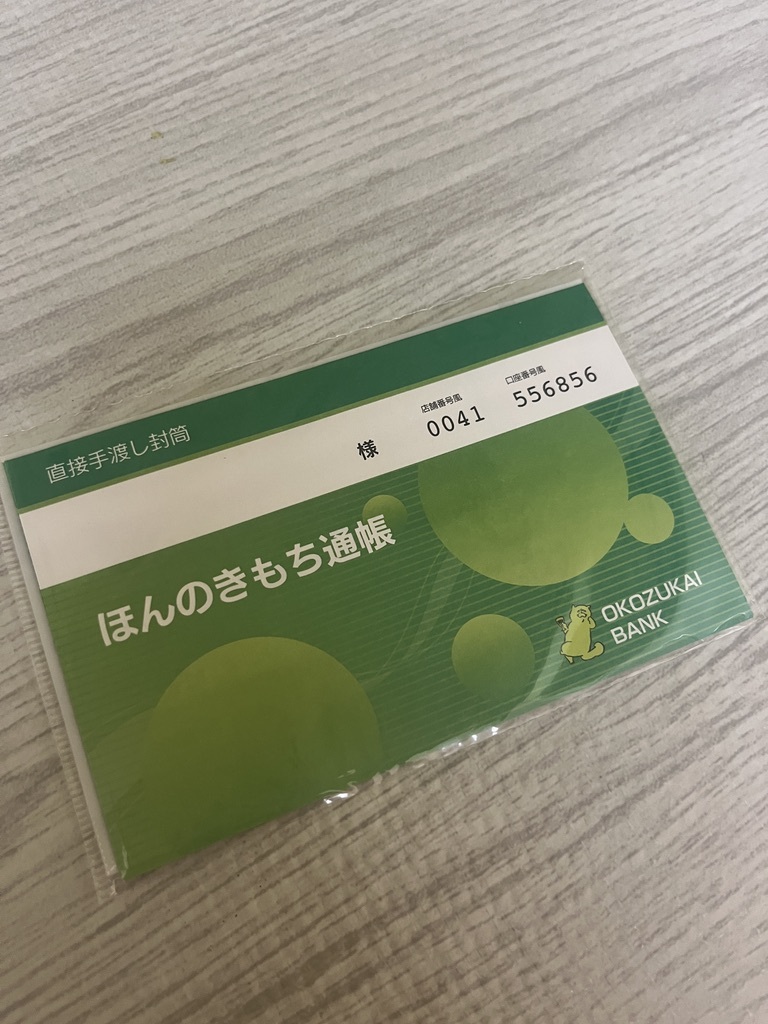 直接手渡し封筒
様
店舗番号風
0041
口座番号風
556856
ほんのきもち通帳
OKOZUKAI
BANK